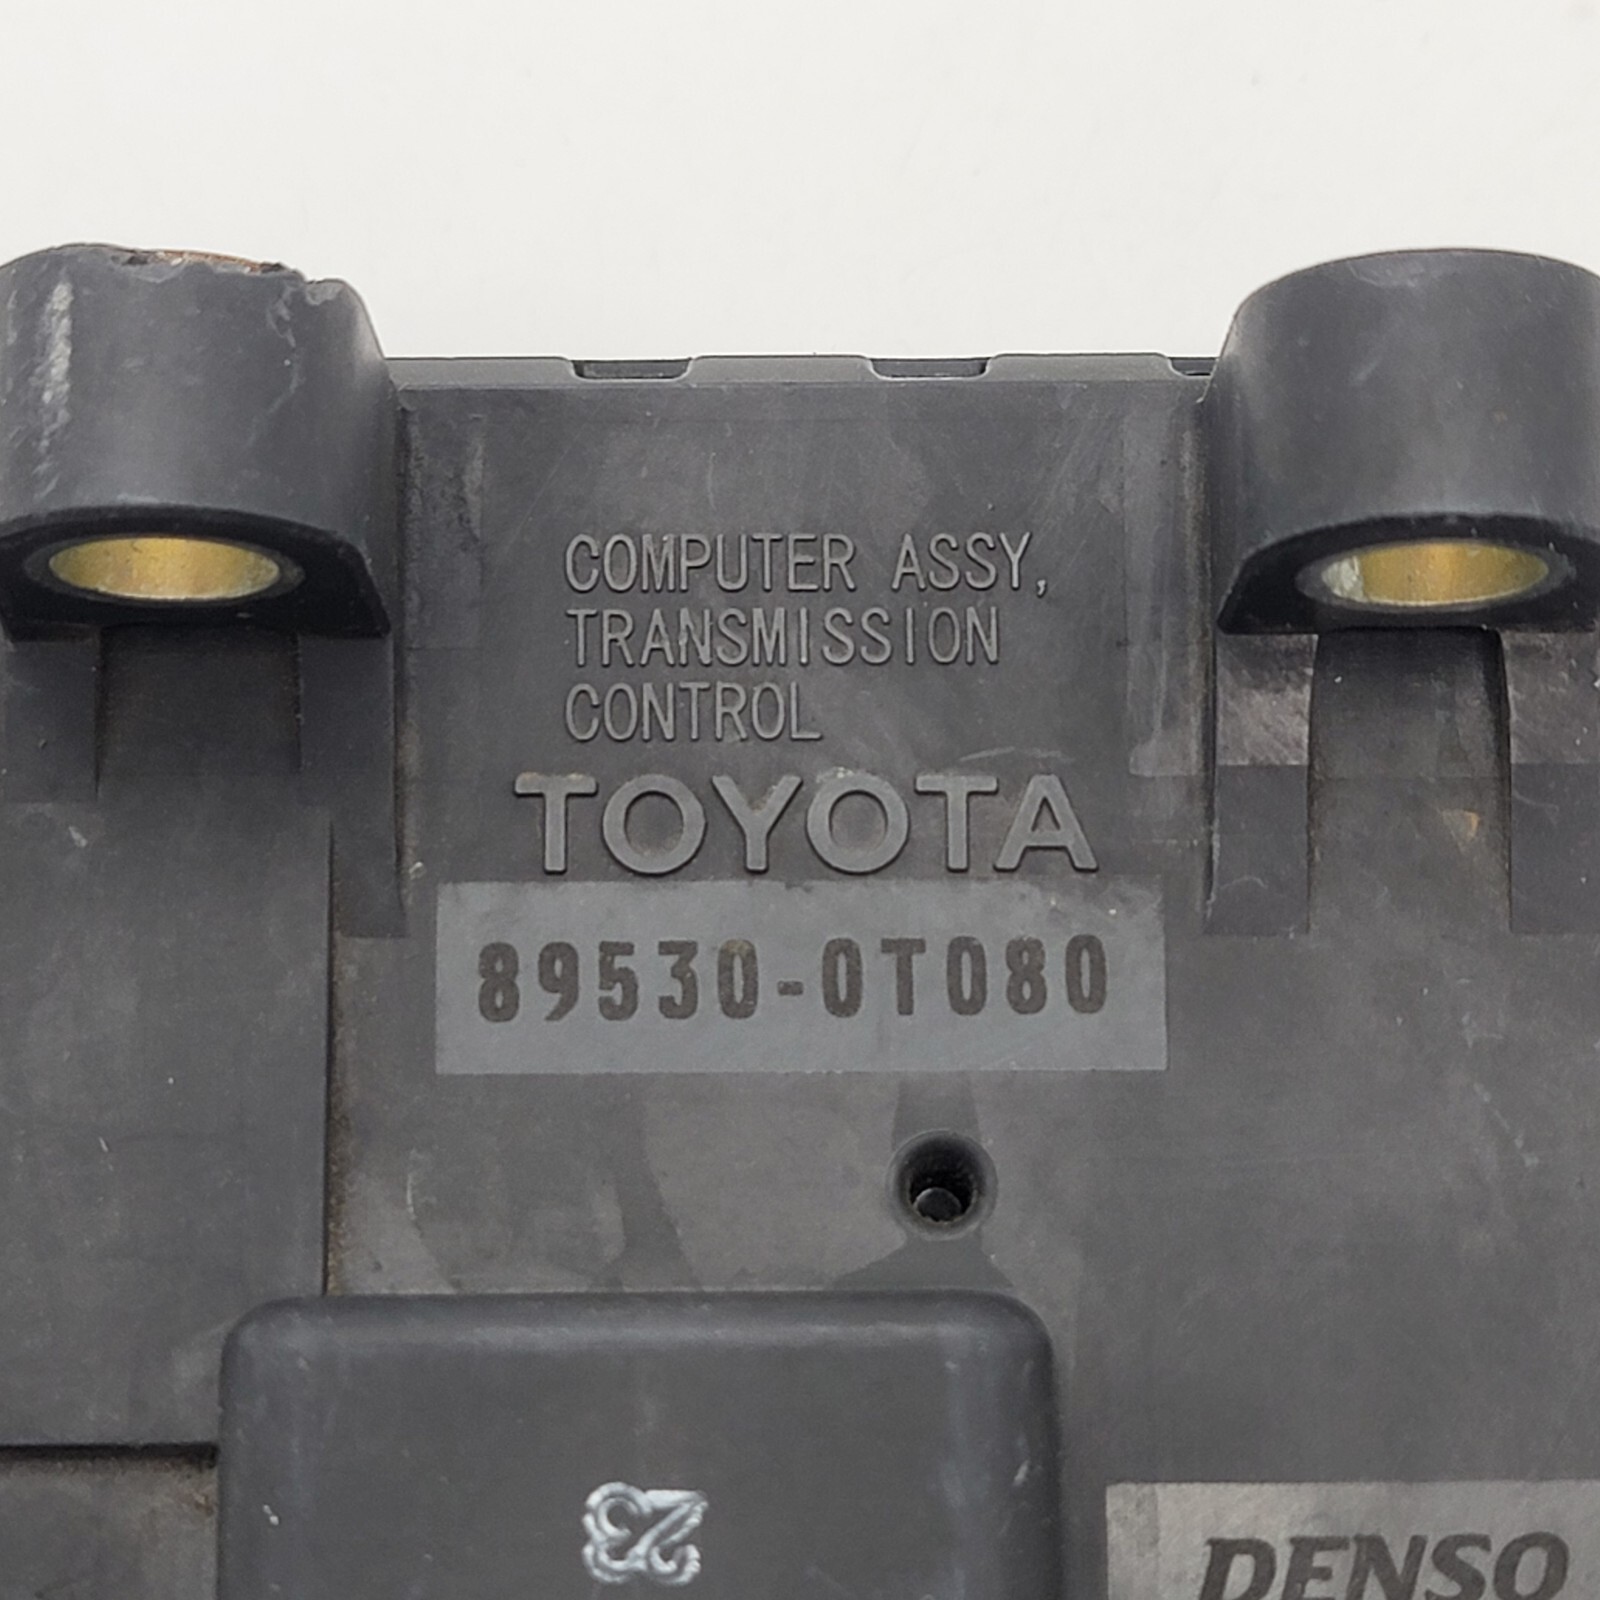 COMPUTER ASSY,
TRANSMISSION
CONTROL
TOYOTA
89530-0T080
DENSO